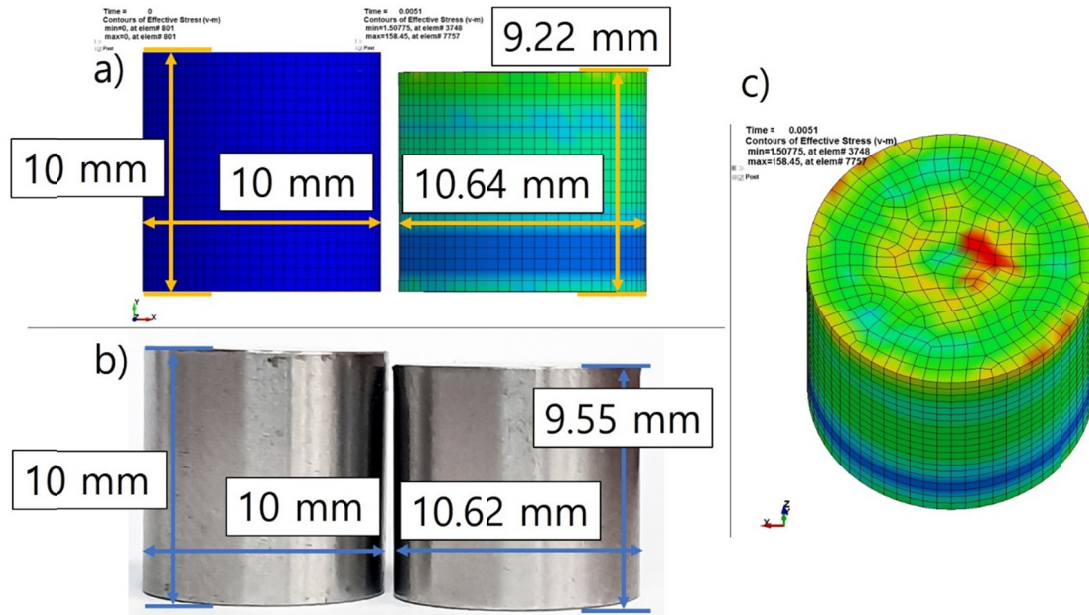 Time = 0
Contours of Effective Stress (v-m)
min=0, at elem# 801
max=0, at elem# 801
Post
Time = 0.0051
Contours of Effective Stress (v-m)
min=1.50775, at elem# 3748
max=158.45, at elem# 7757
Post
9.22 mm
a)
10 mm
10 mm
10.64 mm
Y
Z
X
c)
Time = 0.0051
Contours of Effective Stress (v-m)
min=1.50775, at elem# 3748
max=158.45, at elem# 7757
Post
Z
Y
X
b)
10 mm
10 mm
10.62 mm
9.55 mm